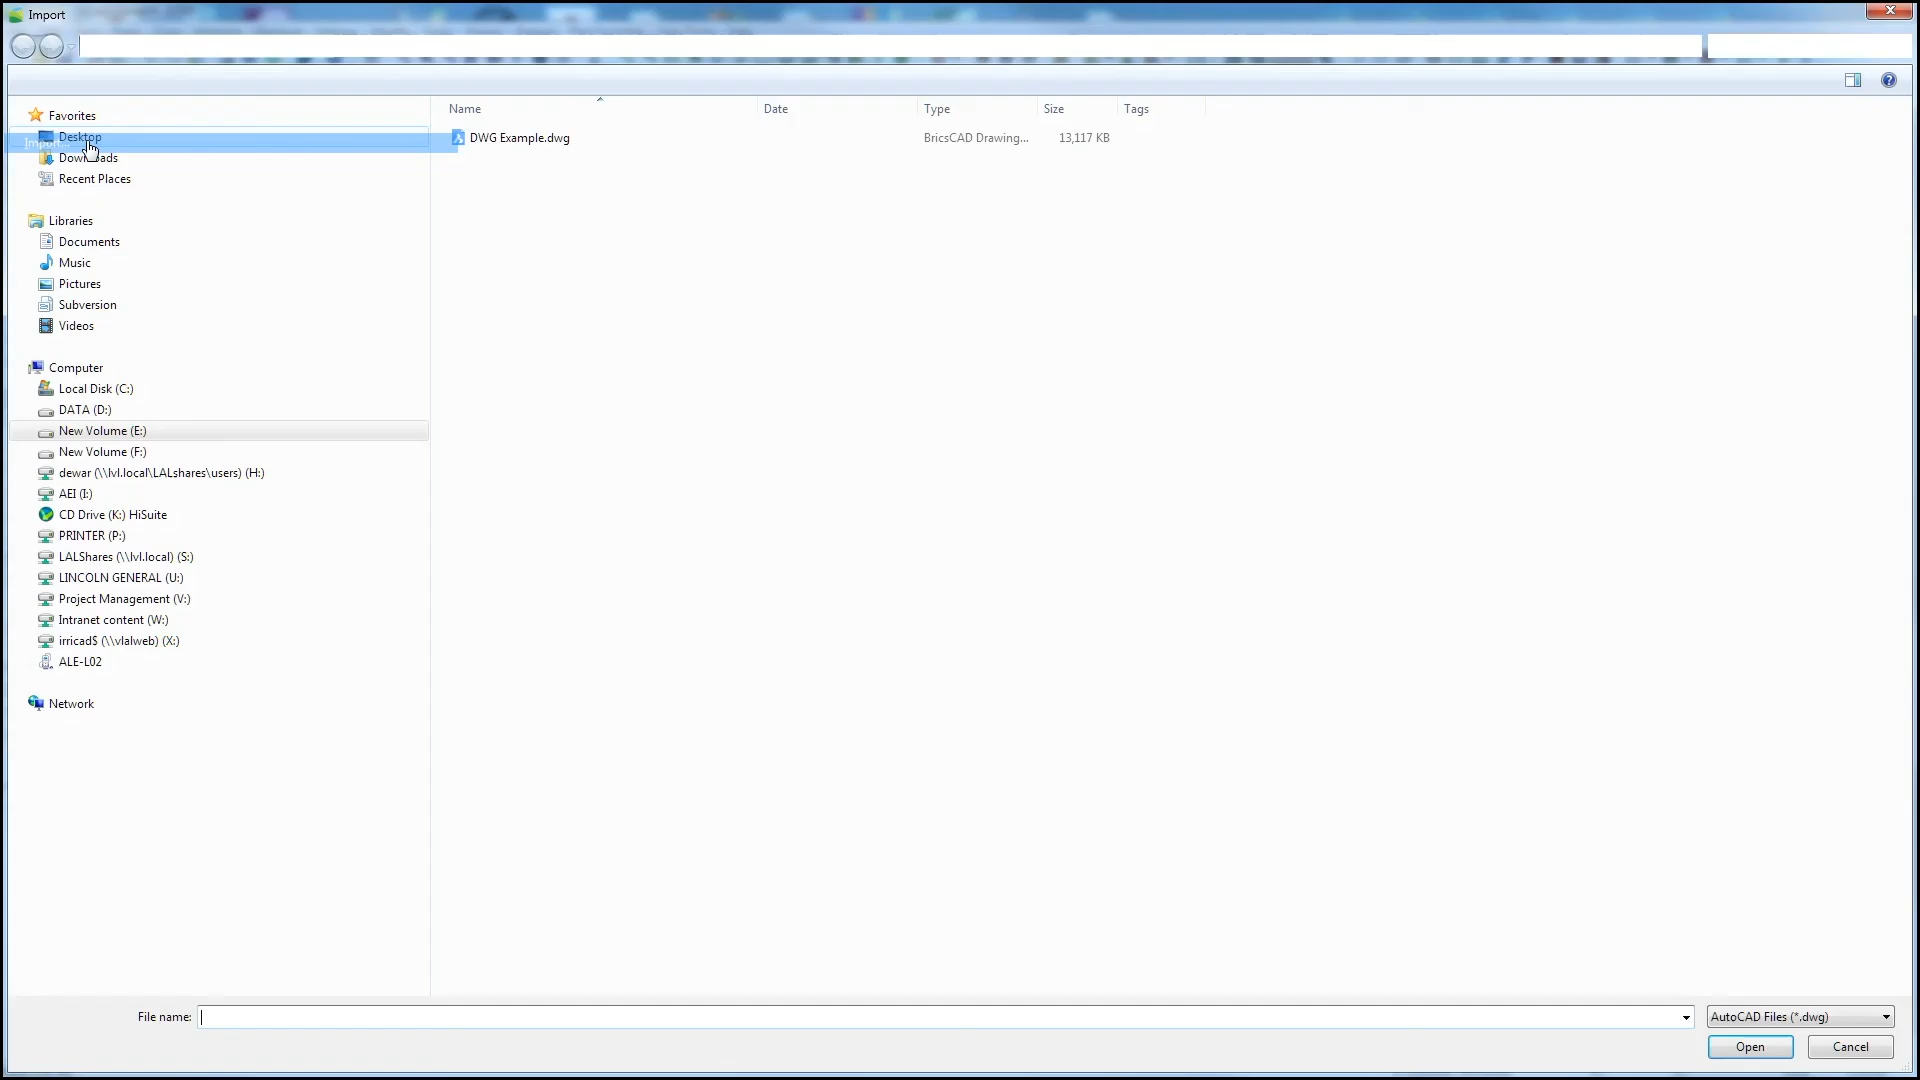 Import
Name
Date
Type
Size
Tags
Favorites
Desktop
Import...
Downloads
Recent Places
DWG Example.dwg
BricsCAD Drawing...
13,117 KB
Libraries
Documents
Music
Pictures
Subversion
Videos
Computer
Local Disk (C:)
DATA (D:)
New Volume (E:)
New Volume (F:)
dewar (\\lvl.local\LALshares\users) (H:)
AEI (I:)
CD Drive (K:) HiSuite
PRINTER (P:)
LALShares (\\lvl.local) (S:)
LINCOLN GENERAL (U:)
Project Management (V:)
Intranet content (W:)
irricad$ (\\vlalweb) (X:)
ALE-L02
Network
File name:
AutoCAD Files (*.dwg)
Open
Cancel